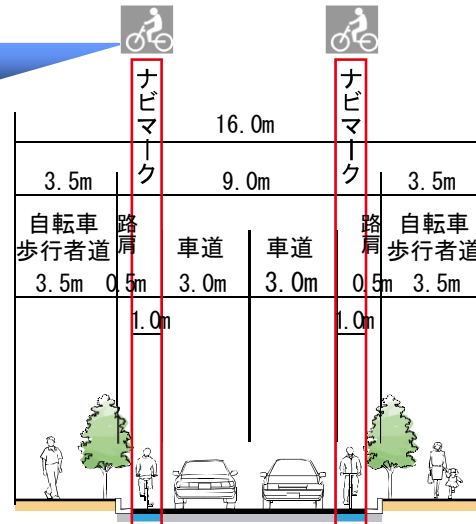 ナビマーク
ナビマーク
16.0m
3.5m
9.0m
3.5m
自転車
歩行者道
路肩
車道
車道
路肩
自転車
歩行者道
3.5m
0.5m
3.0m
3.0m
0.5m
3.5m
1.0m
1.0m